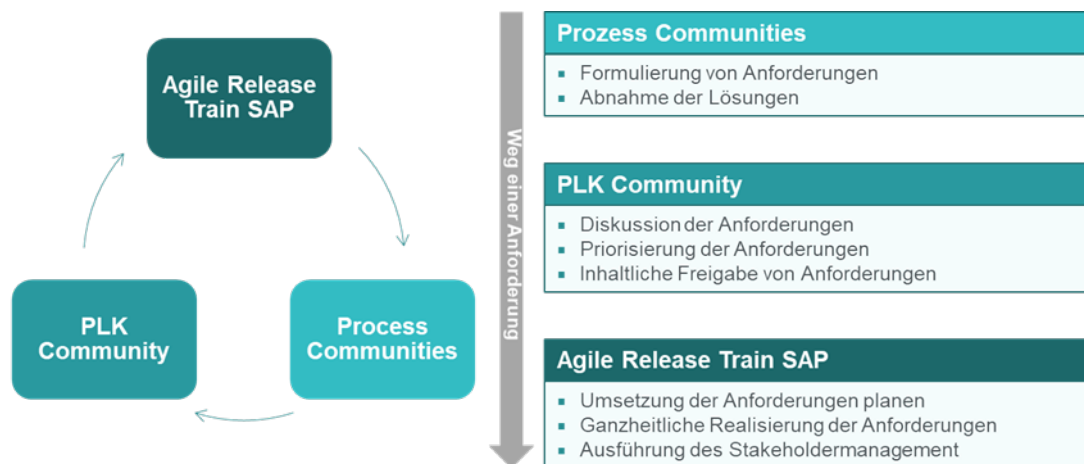 Agile Release
Train SAP
PLK
Community
Process
Communities
Weg einer Anforderung
Prozess Communities
Formulierung von Anforderungen
Abnahme der Lösungen
PLK Community
Diskussion der Anforderungen
Priorisierung der Anforderungen
Inhaltliche Freigabe von Anforderungen
Agile Release Train SAP
Umsetzung der Anforderungen planen
Ganzheitliche Realisierung der Anforderungen
Ausführung des Stakeholdermanagement